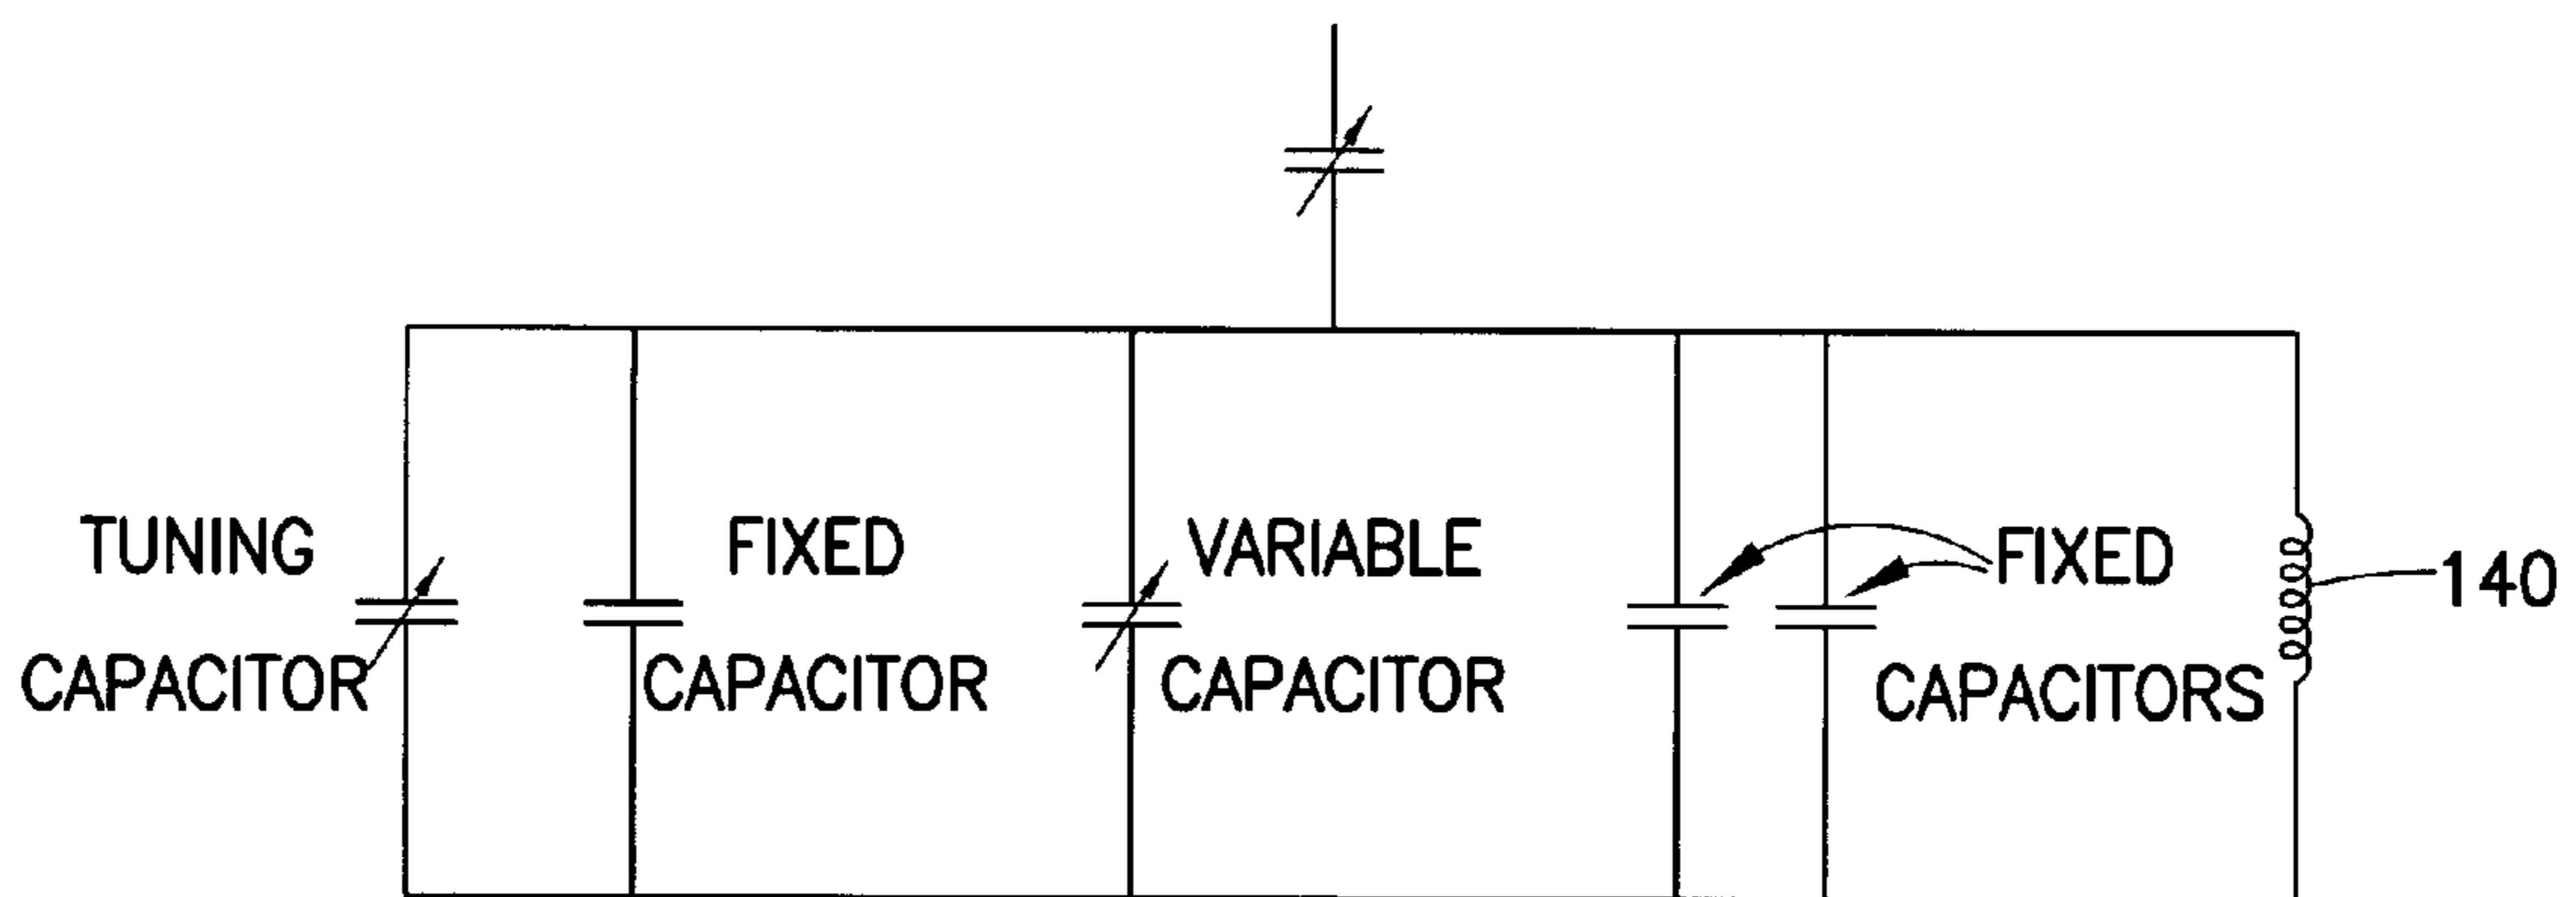 TUNING
CAPACITOR
FIXED
CAPACITOR
VARIABLE
CAPACITOR
FIXED
CAPACITORS
140